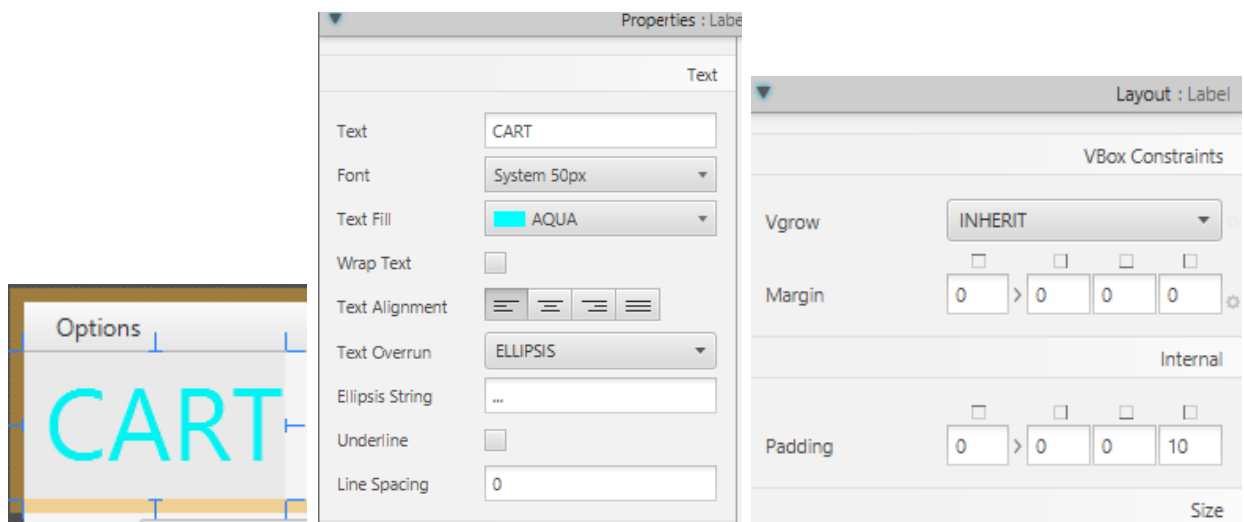 Options
CART
Properties : Labe
Text
Text CART
Font System 50px
Text Fill AQUA
Wrap Text
Text Alignment
Text Overrun ELLIPSIS
Ellipsis String ...
Underline
Line Spacing 0
Layout : Label
VBox Constraints
Vgrow INHERIT
Margin 0 > 0 0 0
Internal
Padding 0 > 0 0 10
Size